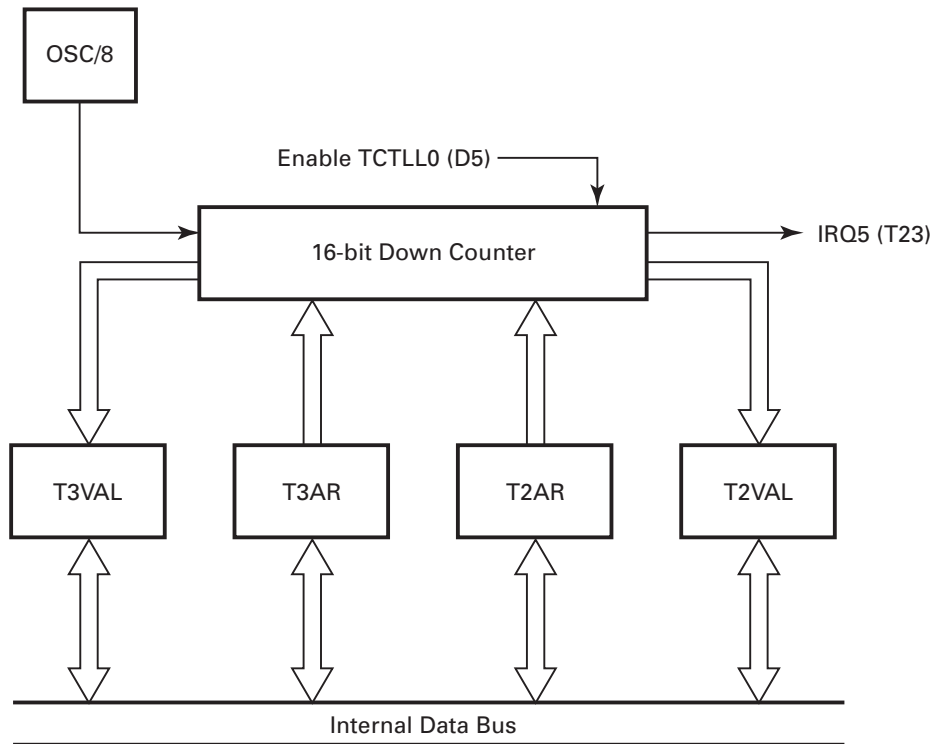 OSC/8
Enable TCTLL0 (D5)
16-bit Down Counter
IRQ5 (T23)
T3VAL
T3AR
T2AR
T2VAL
Internal Data Bus